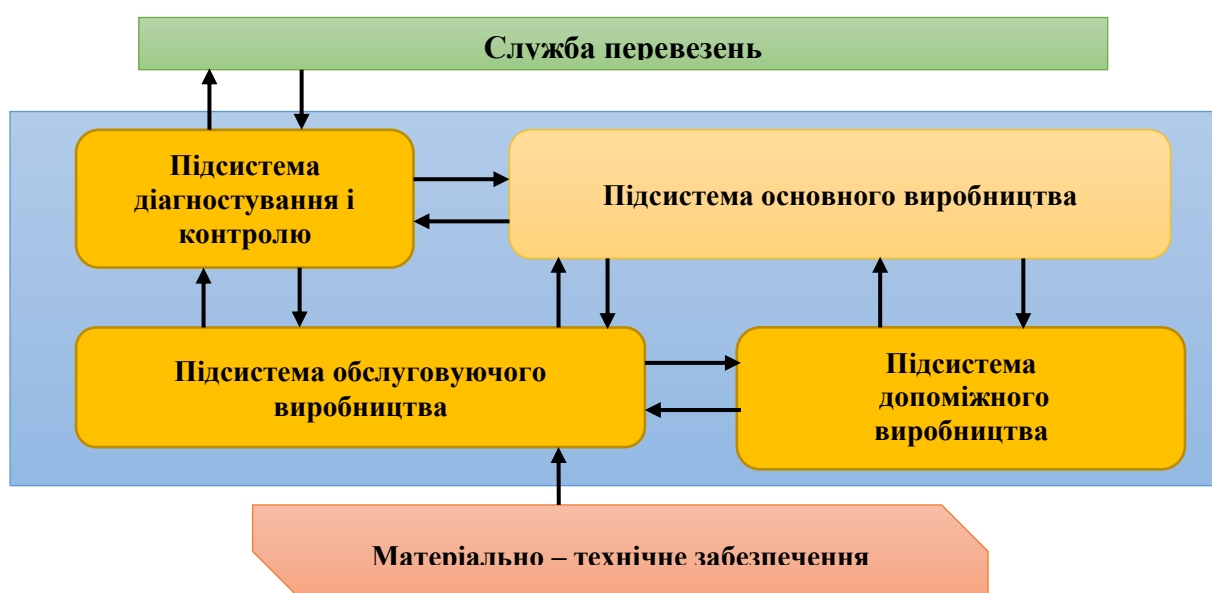 Служба перевезень
Підсистема
діагностування і
контролю
Підсистема основного виробництва
Підсистема обслуговуючого
виробництва
Підсистема
допоміжного
виробництва
Матеріально – технічне забезпечення